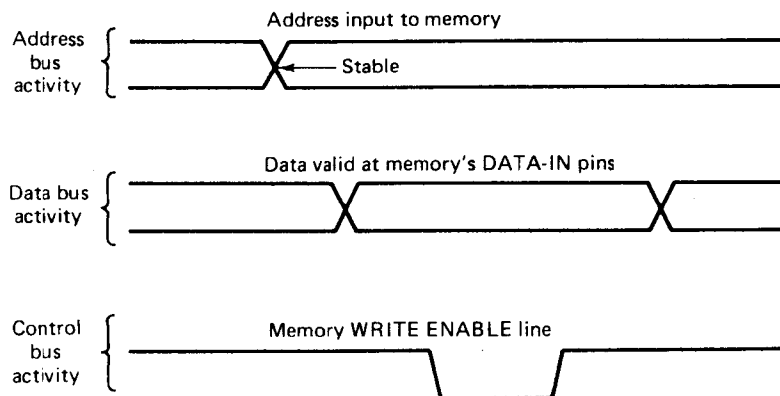 Address input to memory
Address
bus
activity
Stable
Data valid at memory's DATA-IN pins
Data bus
activity
Memory WRITE ENABLE line
Control
bus
activity